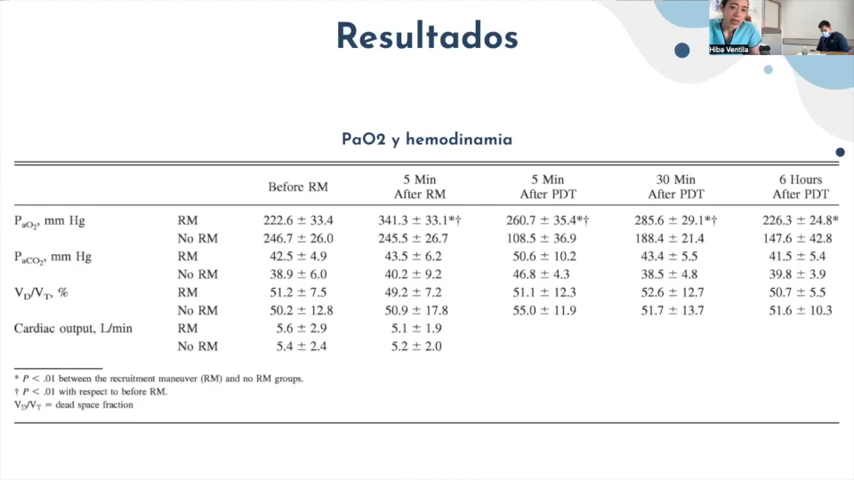 Resultados
Hiba Ventila
PaO2 y hemodinamia
Before RM
5 Min After RM
5 Min After PDT
30 Min After PDT
6 Hours After PDT
PaO2, mm Hg RM 222.6 ± 33.4 341.3 ± 33.1*† 260.7 ± 35.4*† 285.6 ± 29.1*† 226.3 ± 24.8*
No RM 246.7 ± 26.0 245.5 ± 26.7 108.5 ± 36.9 188.4 ± 21.4 147.6 ± 42.8
PaCO2, mm Hg RM 42.5 ± 4.9 43.5 ± 6.2 50.6 ± 10.2 43.4 ± 5.5 41.5 ± 5.4
No RM 38.9 ± 6.0 40.2 ± 9.2 46.8 ± 4.3 38.5 ± 4.8 39.8 ± 3.9
VD/VT, % RM 51.2 ± 7.5 49.2 ± 7.2 51.1 ± 12.3 52.6 ± 12.7 50.7 ± 5.5
No RM 50.2 ± 12.8 50.9 ± 17.8 55.0 ± 11.9 51.7 ± 13.7 51.6 ± 10.3
Cardiac output, L/min RM 5.6 ± 2.9 5.1 ± 1.9
No RM 5.4 ± 2.4 5.2 ± 2.0
* P < .01 between the recruitment maneuver (RM) and no RM groups.
† P < .01 with respect to before RM.
VD/VT = dead space fraction